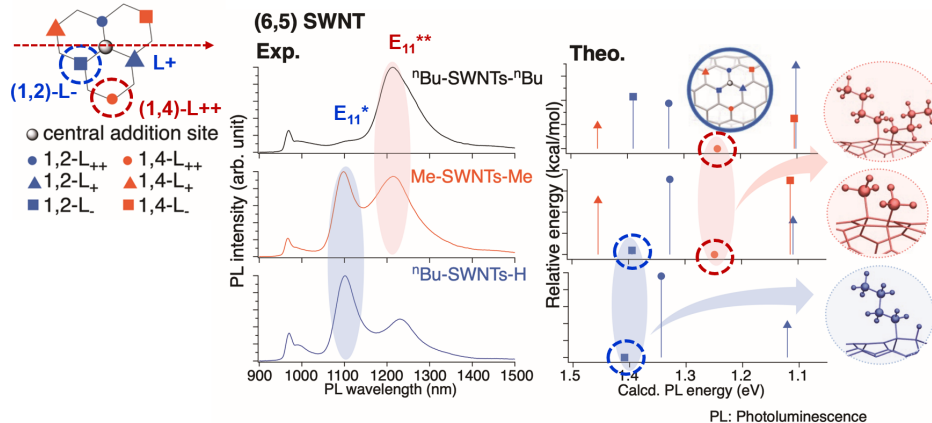 (6,5) SWNT
Exp.
Theo.
L+
(1,2)-L-
(1,4)-L++
central addition site
1,2-L++
1,4-L++
1,2-L+
1,4-L+
1,2-L-
1,4-L-
E11**
E11*
nBu-SWNTs-nBu
Me-SWNTs-Me
nBu-SWNTs-H
PL intensity (arb. unit)
900 1000 1100 1200 1300 1400 1500
PL wavelength (nm)
Relative energy (kcal/mol)
1.5 1.4 1.3 1.2 1.1
Calcd. PL energy (eV)
PL: Photoluminescence